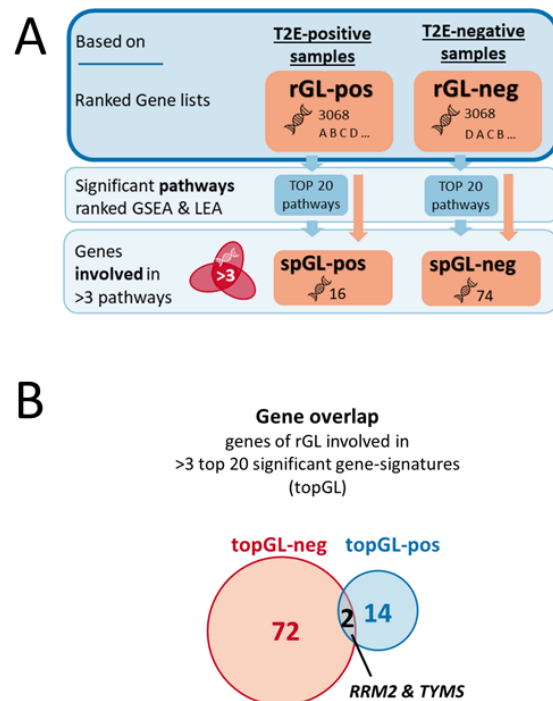 A
Based on
T2E-positive
samples
T2E-negative
samples
Ranked Gene lists
rGL-pos
3068
A B C D ...
rGL-neg
3068
D A C B ...
Significant pathways
ranked GSEA & LEA
TOP 20
pathways
TOP 20
pathways
Genes
involved in
>3 pathways
>3
spGL-pos
16
spGL-neg
74
B
Gene overlap
genes of rGL involved in
>3 top 20 significant gene-signatures
(topGL)
topGL-neg
topGL-pos
72
2
14
RRM2 & TYMS